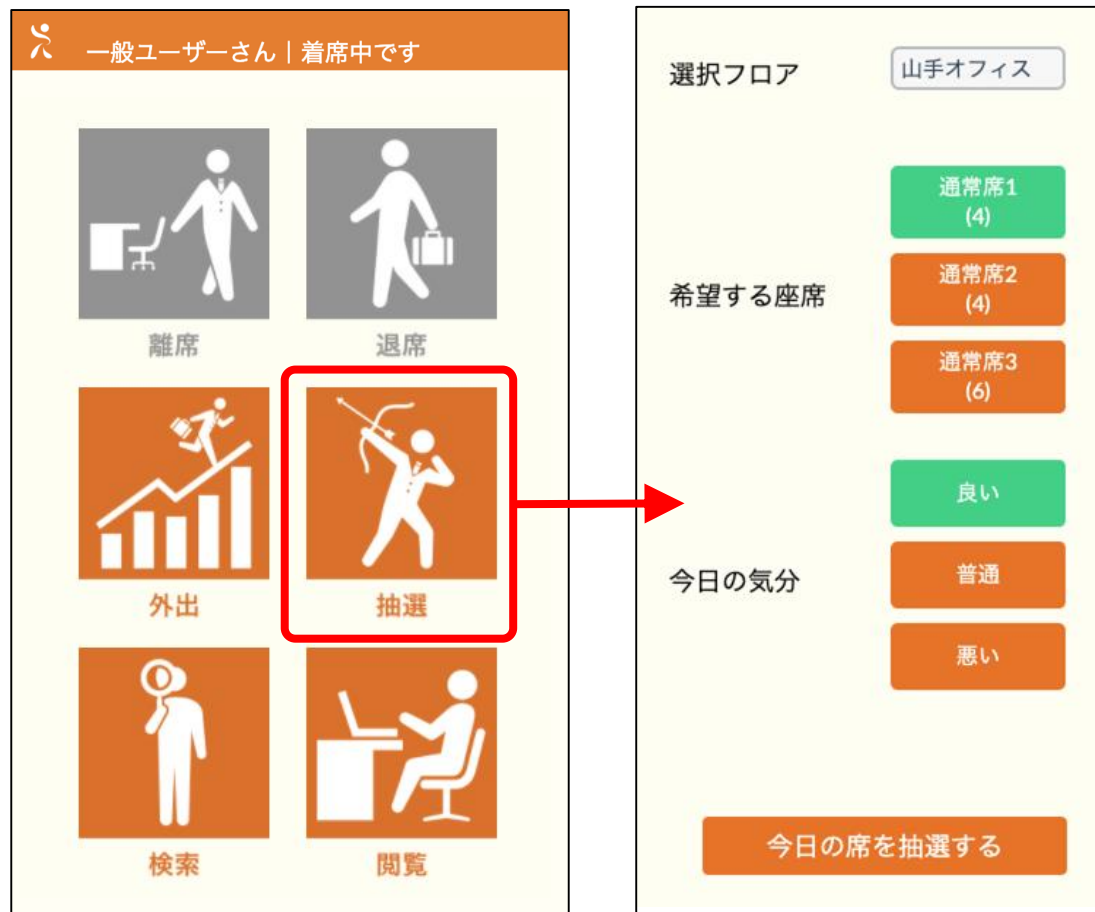 一般ユーザーさん｜着席中です
離席
退席
外出
抽選
検索
閲覧
選択フロア
山手オフィス
希望する座席
通常席1
(4)
通常席2
(4)
通常席3
(6)
今日の気分
良い
普通
悪い
今日の席を抽選する